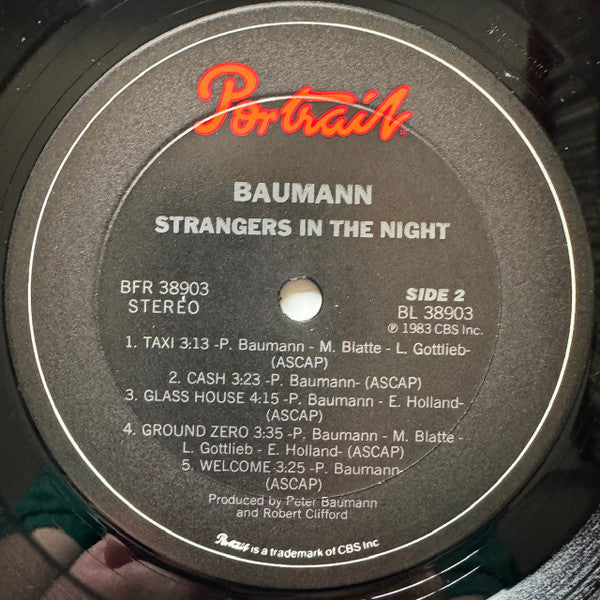 Portrait
BAUMANN
STRANGERS IN THE NIGHT
BFR 38903
STEREO
SIDE 2
BL 38903
℗ 1983 CBS Inc.
1. TAXI 3:13 -P. Baumann - M. Blatte - L. Gottlieb-
(ASCAP)
2. CASH 3:23 -P. Baumann- (ASCAP)
3. GLASS HOUSE 4:15 -P. Baumann - E. Holland-
(ASCAP)
4. GROUND ZERO 3:35 -P. Baumann - M. Blatte -
L. Gottlieb - E. Holland- (ASCAP)
5. WELCOME 3:25 -P. Baumann-
(ASCAP)
Produced by Peter Baumann
and Robert Clifford
Portrait is a trademark of CBS Inc